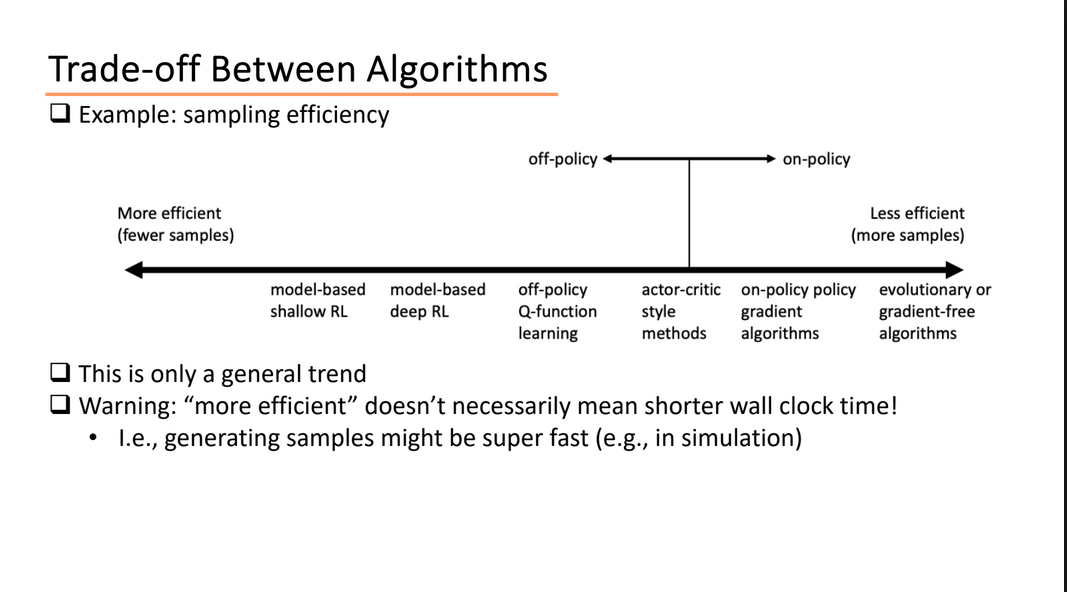 Trade-off Between Algorithms
❑ Example: sampling efficiency
off-policy
on-policy
More efficient
(fewer samples)
Less efficient
(more samples)
model-based
shallow RL
model-based
deep RL
off-policy
Q-function
learning
actor-critic
style
methods
on-policy policy
gradient
algorithms
evolutionary or
gradient-free
algorithms
❑ This is only a general trend
❑ Warning: “more efficient” doesn’t necessarily mean shorter wall clock time!
• I.e., generating samples might be super fast (e.g., in simulation)